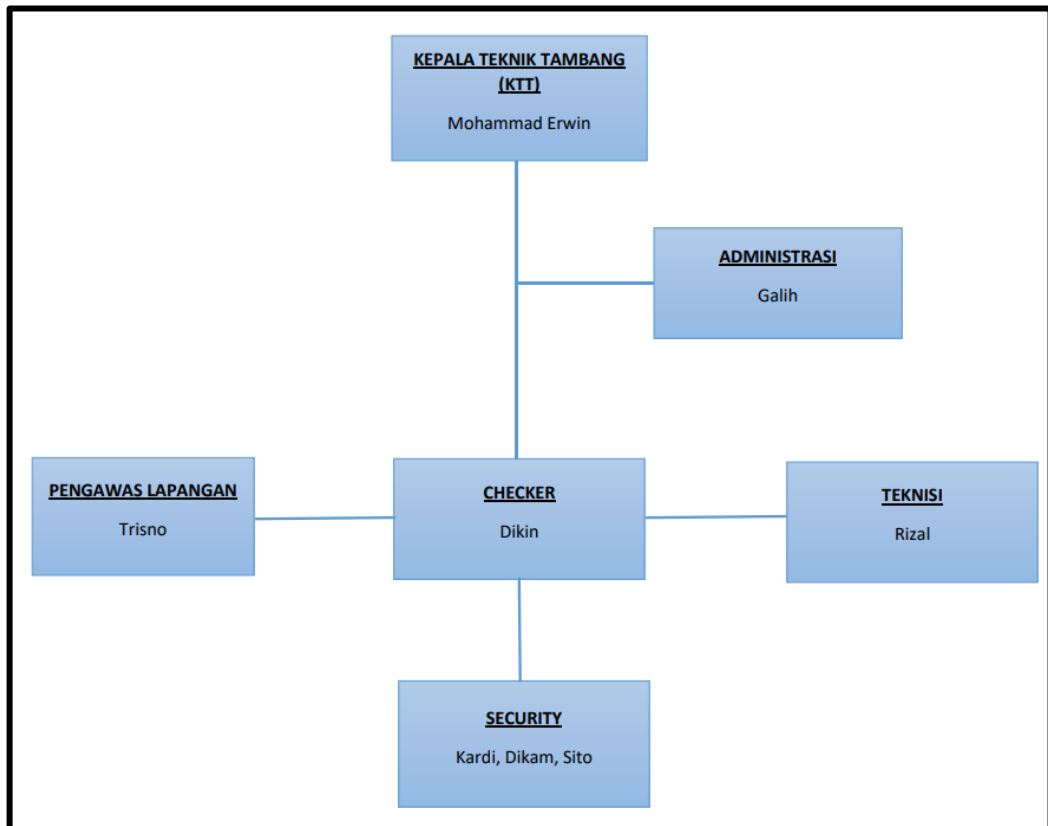 KEPALA TEKNIK TAMBANG
(KTT)
Mohammad Erwin
ADMINISTRASI
Galih
PENGAWAS LAPANGAN
Trisno
CHECKER
Dikin
TEKNISI
Rizal
SECURITY
Kardi, Dikam, Sito